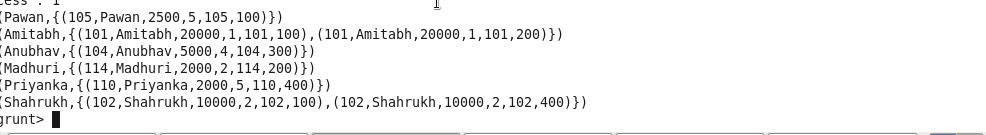 cess : 1
(Pawan,{(105,Pawan,2500,5,105,100)})
(Amitabh,{(101,Amitabh,20000,1,101,100),(101,Amitabh,20000,1,101,200)})
(Anubhav,{(104,Anubhav,5000,4,104,300)})
(Madhuri,{(114,Madhuri,2000,2,114,200)})
(Priyanka,{(110,Priyanka,2000,5,110,400)})
(Shahrukh,{(102,Shahrukh,10000,2,102,100),(102,Shahrukh,10000,2,102,400)})
grunt>